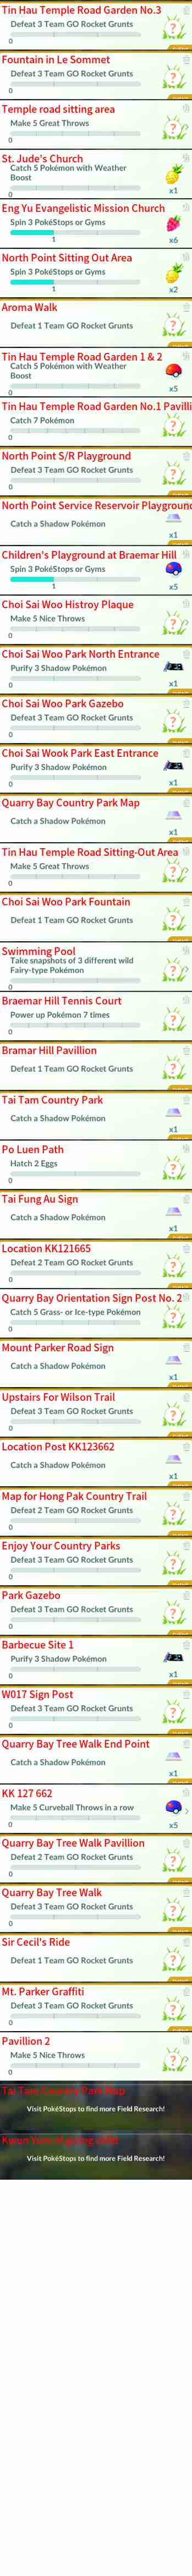 Tin Hau Temple Road Garden No.3
Defeat 3 Team GO Rocket Grunts
?
0
Fountain in Le Sommet
Defeat 3 Team GO Rocket Grunts
?
0
Temple road sitting area
Make 5 Great Throws
?
0
St. Jude's Church
Catch 5 Pokémon with Weather
Boost
0
x1
Eng Yu Evangelistic Mission Church
Spin 3 PokéStops or Gyms
1
x6
North Point Sitting Out Area
Spin 3 PokéStops or Gyms
1
x2
Aroma Walk
Defeat 1 Team GO Rocket Grunts
?
Tin Hau Temple Road Garden 1 & 2
Catch 5 Pokémon with Weather
Boost
0
x5
Tin Hau Temple Road Garden No.1 Pavilli
Catch 7 Pokémon
?
0
North Point S/R Playground
Defeat 3 Team GO Rocket Grunts
?
0
North Point Service Reservoir Playground
Catch a Shadow Pokémon
x1
Children's Playground at Braemar Hill
Spin 3 PokéStops or Gyms
1
x5
Choi Sai Woo Histroy Plaque
Make 5 Nice Throws
?
0
Choi Sai Woo Park North Entrance
Purify 3 Shadow Pokémon
0
x1
Choi Sai Woo Park Gazebo
Defeat 3 Team GO Rocket Grunts
?
0
Choi Sai Wook Park East Entrance
Purify 3 Shadow Pokémon
0
x1
Quarry Bay Country Park Map
Catch a Shadow Pokémon
x1
Tin Hau Temple Road Sitting-Out Area
Make 5 Great Throws
?
0
Choi Sai Woo Park Fountain
Defeat 1 Team GO Rocket Grunts
?
Swimming Pool
Take snapshots of 3 different wild
Fairy-type Pokémon
?
0
Braemar Hill Tennis Court
Power up Pokémon 7 times
?
0
Bramar Hill Pavillion
Defeat 1 Team GO Rocket Grunts
?
Tai Tam Country Park
Catch a Shadow Pokémon
x1
Po Luen Path
Hatch 2 Eggs
?
0
Tai Fung Au Sign
Catch a Shadow Pokémon
x1
Location KK121665
Defeat 2 Team GO Rocket Grunts
?
0
Quarry Bay Orientation Sign Post No. 2
Catch 5 Grass- or Ice-type Pokémon
?
0
Mount Parker Road Sign
Catch a Shadow Pokémon
x1
Upstairs For Wilson Trail
Defeat 3 Team GO Rocket Grunts
?
0
Location Post KK123662
Catch a Shadow Pokémon
x1
Map for Hong Pak Country Trail
Defeat 2 Team GO Rocket Grunts
?
0
Enjoy Your Country Parks
Defeat 3 Team GO Rocket Grunts
?
0
Park Gazebo
Defeat 3 Team GO Rocket Grunts
?
0
Barbecue Site 1
Purify 3 Shadow Pokémon
0
x1
W017 Sign Post
Defeat 3 Team GO Rocket Grunts
?
0
Quarry Bay Tree Walk End Point
Catch a Shadow Pokémon
x1
KK 127 662
Make 5 Curveball Throws in a row
0
x5
Quarry Bay Tree Walk Pavillion
Defeat 2 Team GO Rocket Grunts
?
0
Quarry Bay Tree Walk
Defeat 3 Team GO Rocket Grunts
?
0
Sir Cecil's Ride
Defeat 1 Team GO Rocket Grunts
?
Mt. Parker Graffiti
Defeat 3 Team GO Rocket Grunts
?
0
Pavillion 2
Make 5 Nice Throws
?
0
Tai Tam Country Park Map
Visit PokéStops to find more Field Research!
Visit PokéStops to find more Field Research!